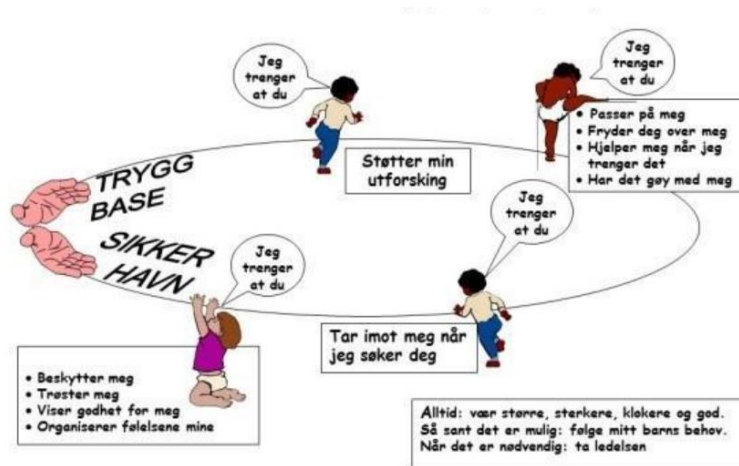 Jeg
trenger
at du
Jeg
trenger
at du
• Passer på meg
• Fryder deg over meg
• Hjelper meg når jeg
trenger det
• Har det gøy med meg
Støtter min
utforsking
TRYGG
BASE
SIKKER
HAVN
Jeg
trenger
at du
Jeg
trenger
at du
Tar imot meg når
jeg søker deg
• Beskytter meg
• Trøster meg
• Viser godhet for meg
• Organiserer følelsene mine
Alltid: vær større, sterkere, klokere og god.
Så sant det er mulig: følge mitt barns behov.
Når det er nødvendig: ta ledelsen